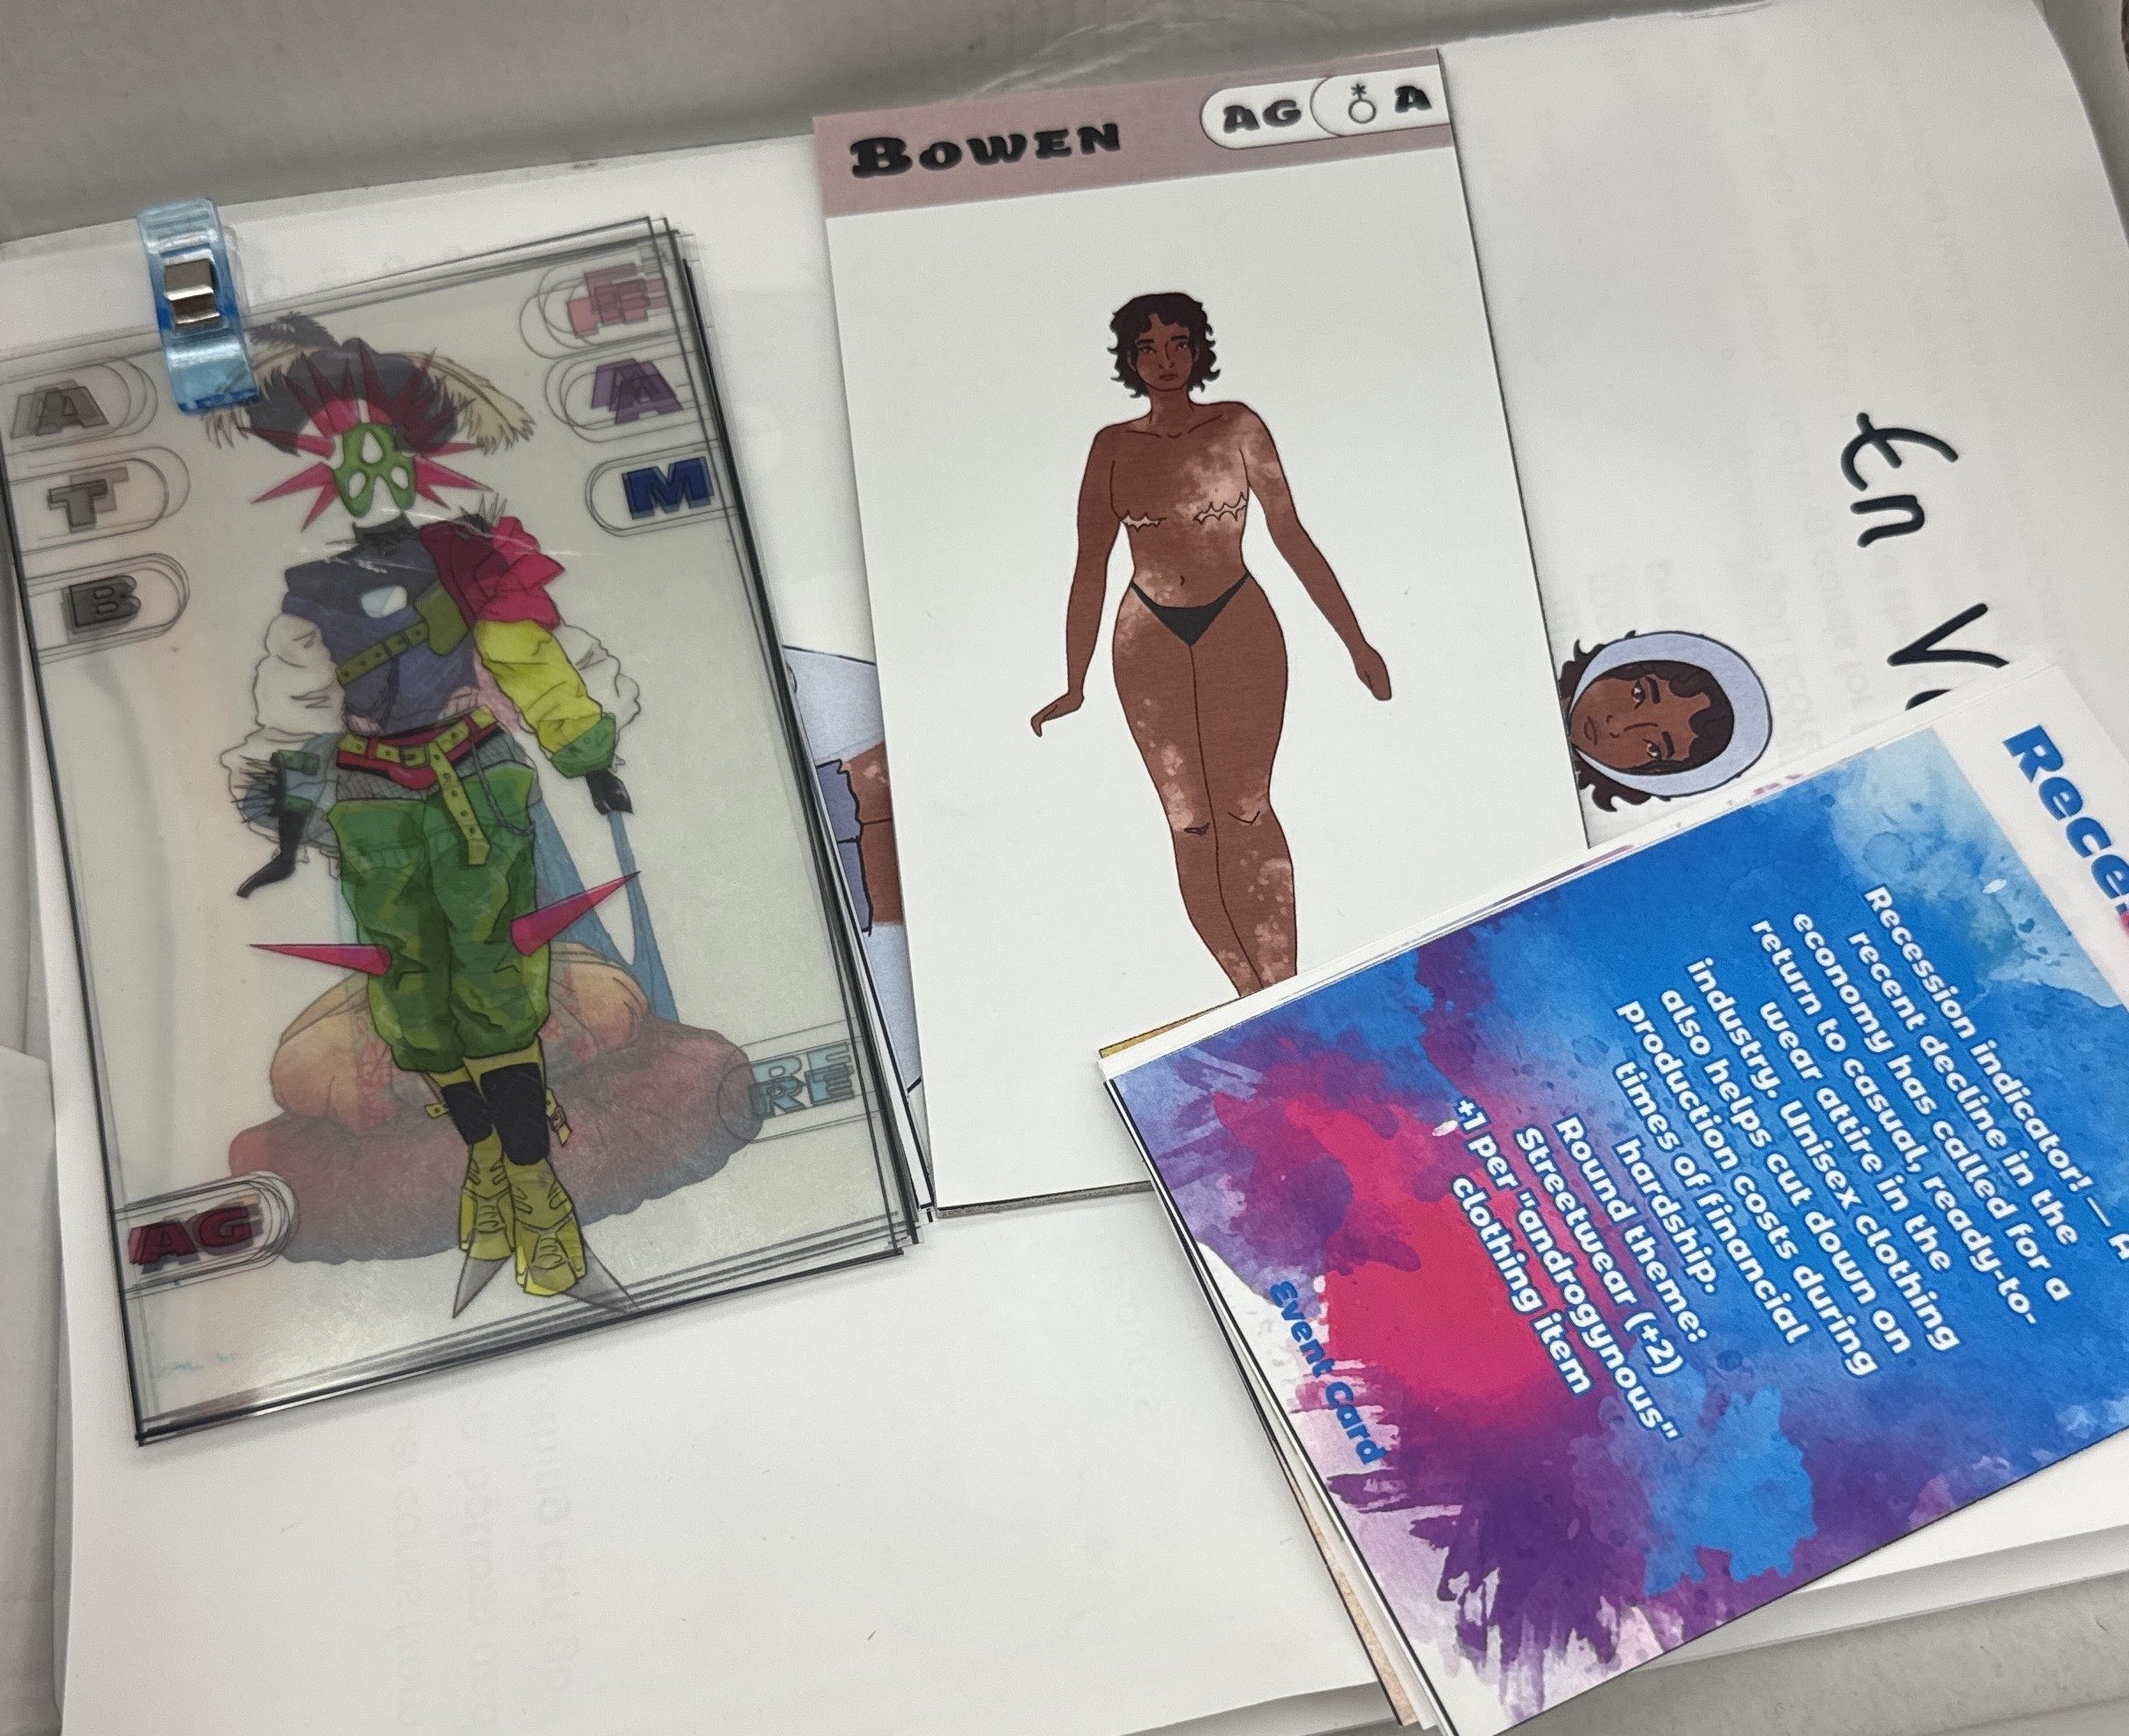 A
T
B
A
M
RE
AG
BOWEN
AG A
En
Recession indicator! — A
recent decline in the
economy has called for a
return to casual, ready-to-
wear attire in the
industry. Unisex clothing
also helps cut down on
production costs during
times of financial
hardship.
Round theme:
Streetwear (+2)
+1 per "androgynous"
clothing item
Event Card